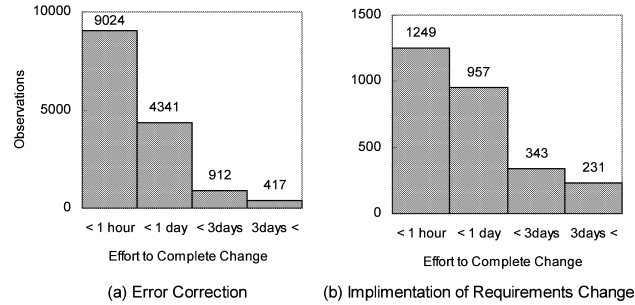 10000
5000
0
Observations
9024
4341
912
417
< 1 hour < 1 day < 3days 3days <
Effort to Complete Change
(a) Error Correction
1500
1000
500
0
1249
957
343
231
< 1 hour < 1 day < 3days 3days <
Effort to Complete Change
(b) Implimentation of Requirements Change